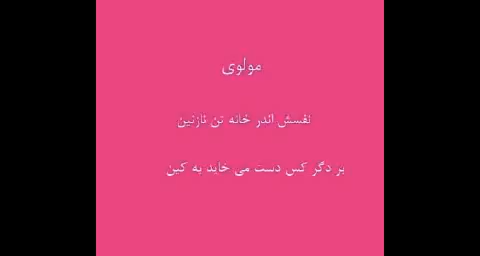 مولوی
نفسش اندر خانه تن نازنین
بر دگر کس دست می خاید به کین